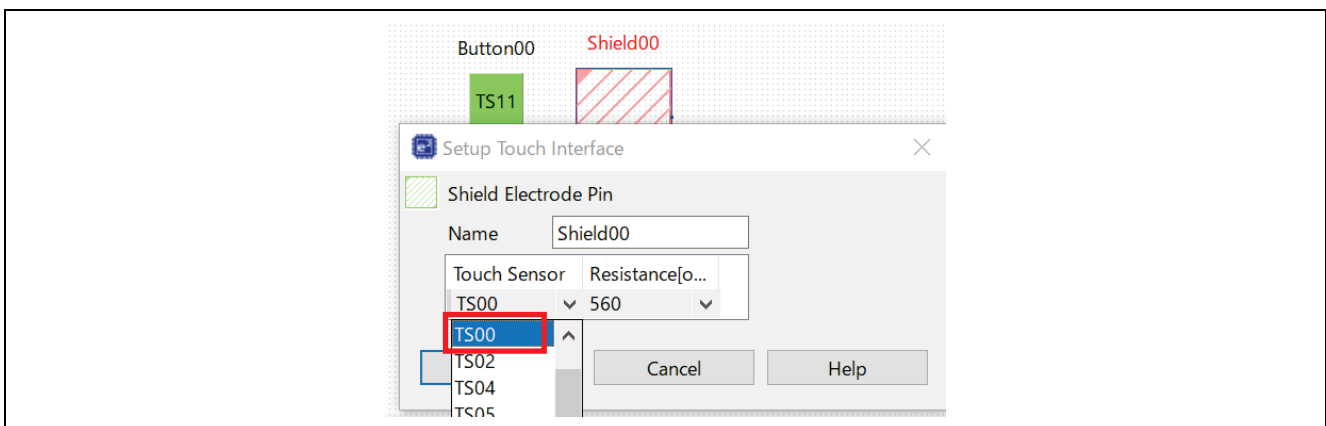 Button00 Shield00
TS11
Setup Touch Interface
Shield Electrode Pin
Name Shield00
Touch Sensor Resistance[o...
TS00 560
TS00
TS02
Cancel Help
TS04
TS05